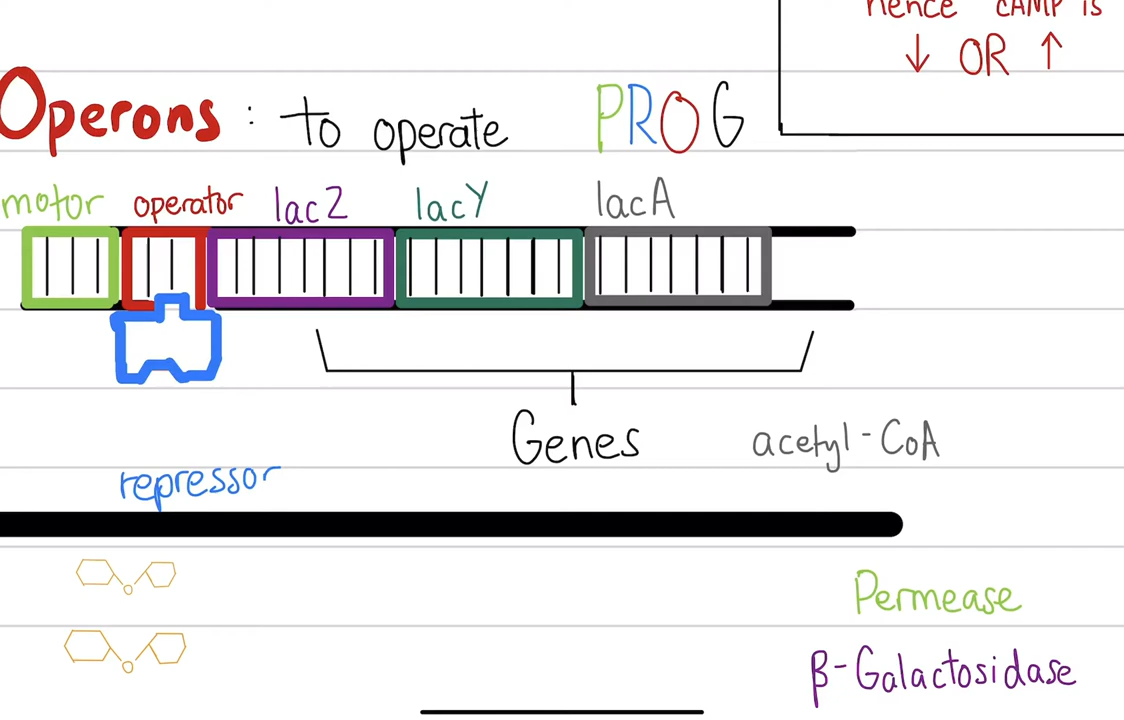 hence cAMP is
↓ OR ↑
Operons : to operate PROG
motor operator lacZ lacY lacA
Genes
acetyl-CoA
repressor
Permease
β-Galactosidase